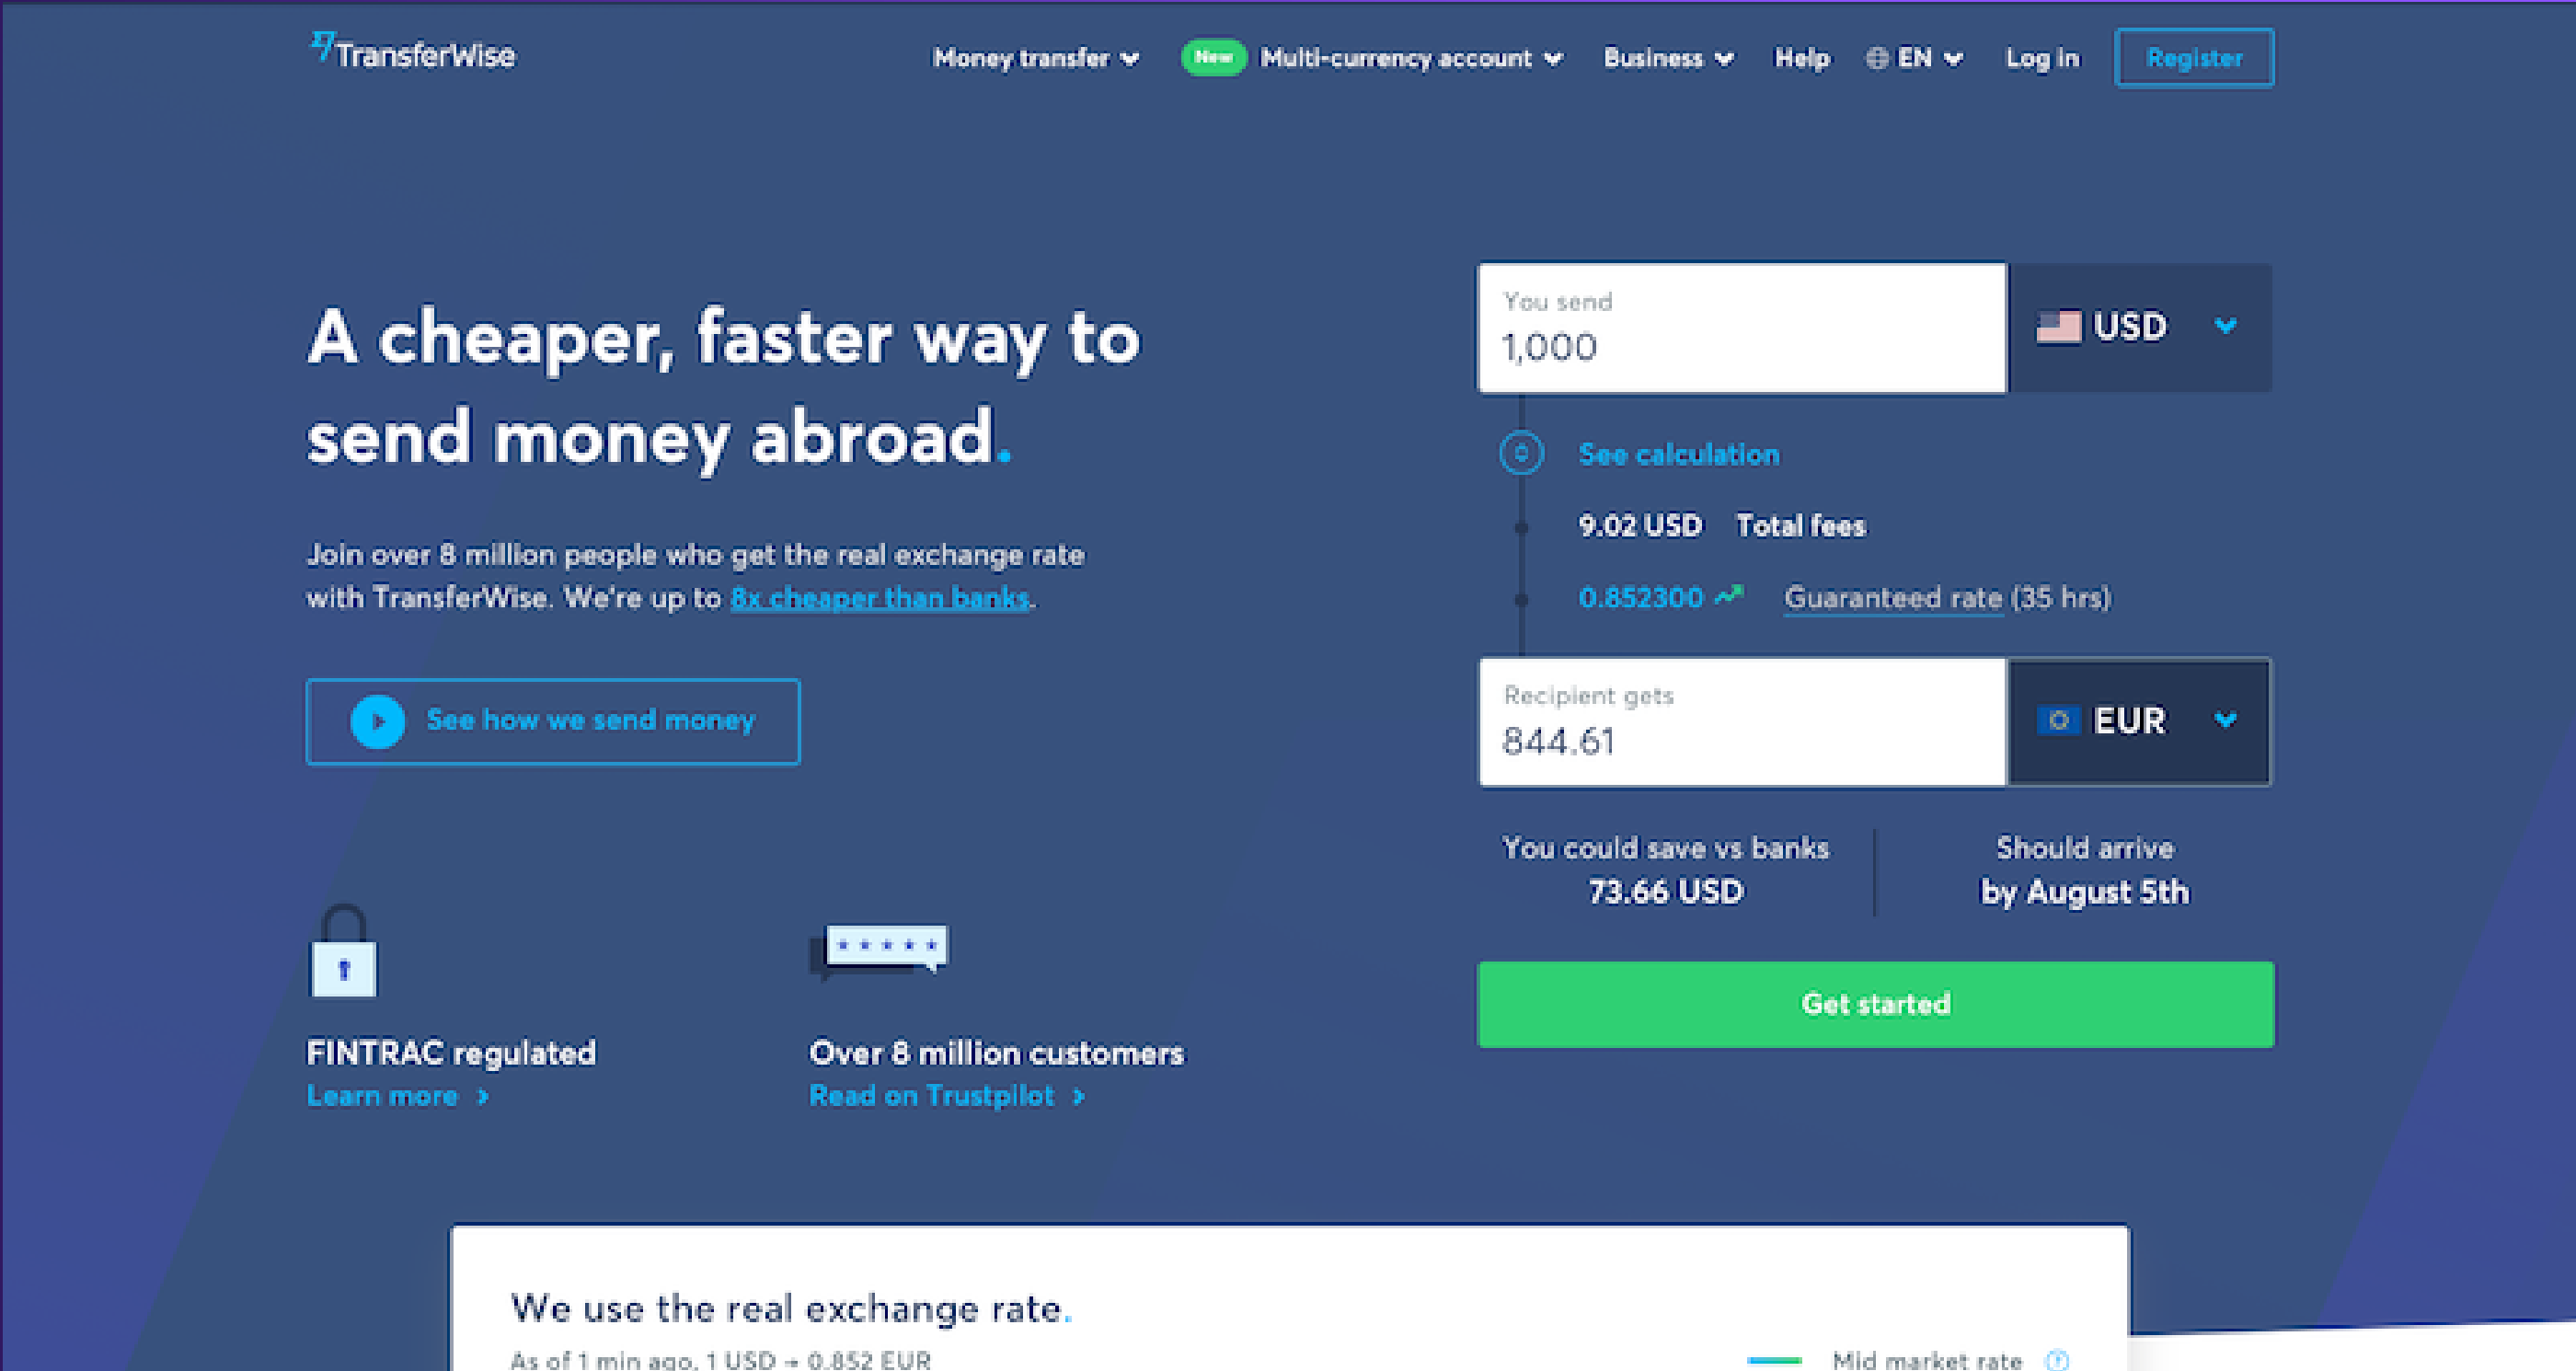 TransferWise
Money transfer New Multi-currency account Business Help EN Log in Register
A cheaper, faster way to
send money abroad.
Join over 8 million people who get the real exchange rate
with TransferWise. We're up to 8x cheaper than banks.
See how we send money
FINTRAC regulated
Learn more
Over 8 million customers
Read on Trustpilot
You send
1,000
USD
See calculation
9.02 USD Total fees
0.852300 Guaranteed rate (35 hrs)
Recipient gets
844.61
EUR
You could save vs banks
73.66 USD
Should arrive
by August 5th
Get started
We use the real exchange rate.
As of 1 min ago, 1 USD → 0.852 EUR
Mid market rate